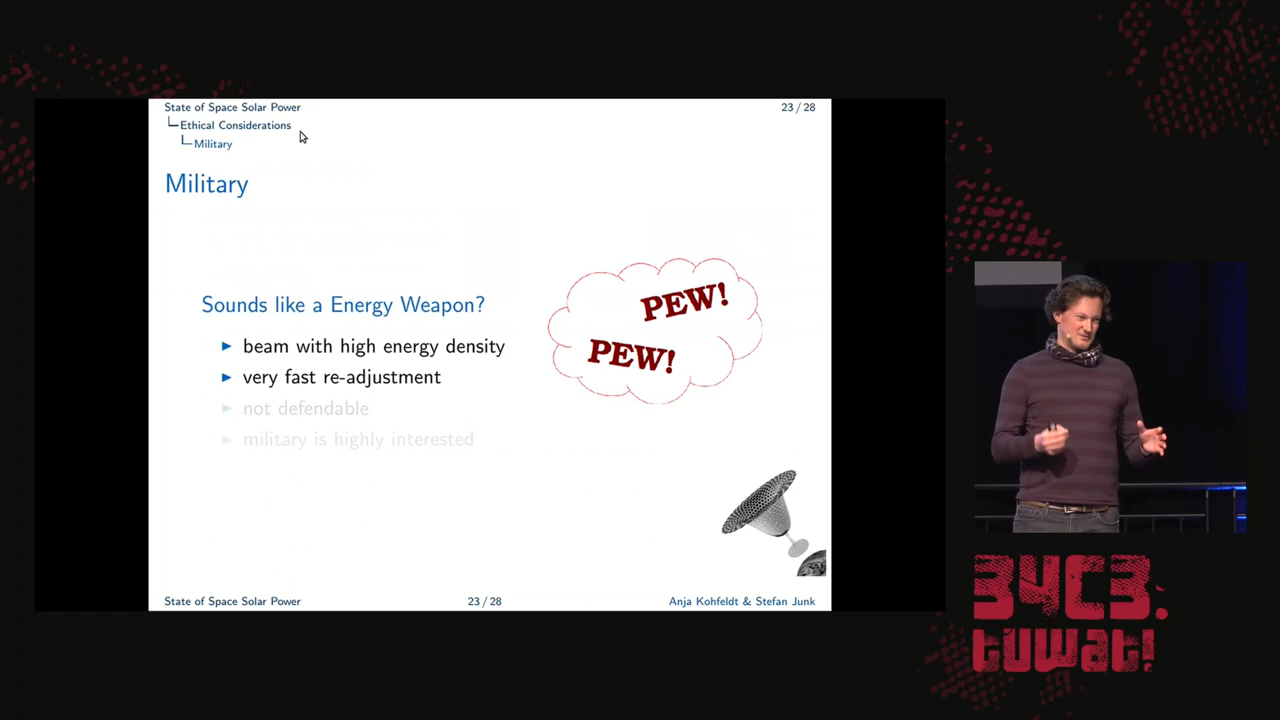 State of Space Solar Power
23 / 28
Ethical Considerations
Military
Military
Sounds like a Energy Weapon?
beam with high energy density
very fast re-adjustment
not defendable
military is highly interested
PEW!
PEW!
State of Space Solar Power
23 / 28
Anja Kohfeldt & Stefan Junk
34C3.
tuwat!